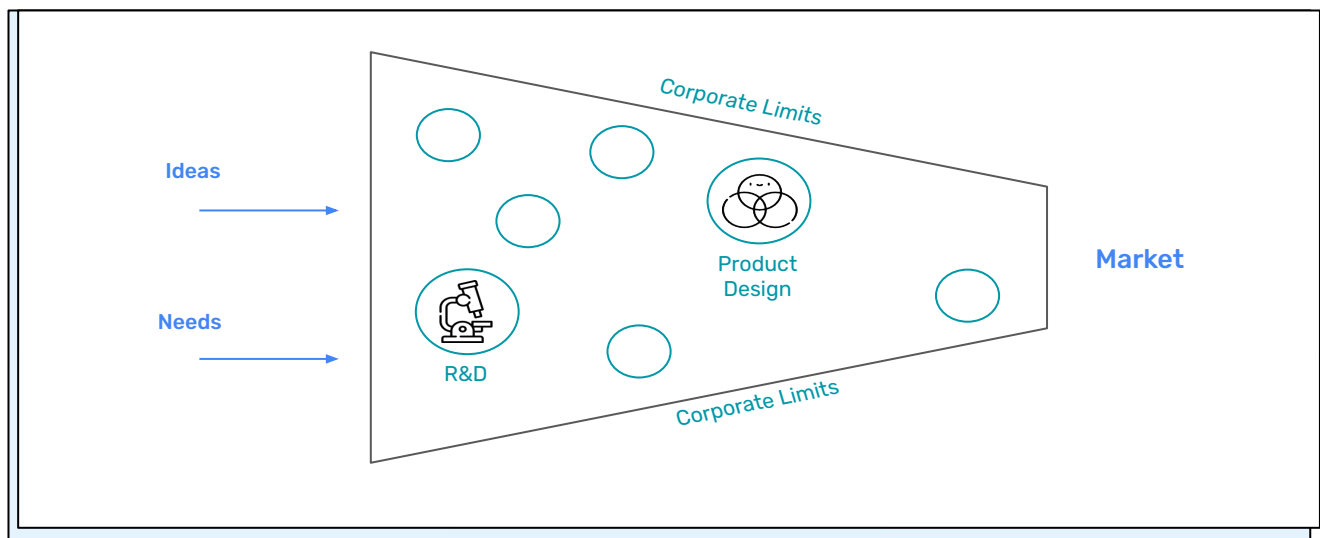 Corporate Limits
Ideas
Needs
Product
Design
Market
R&D
Corporate Limits